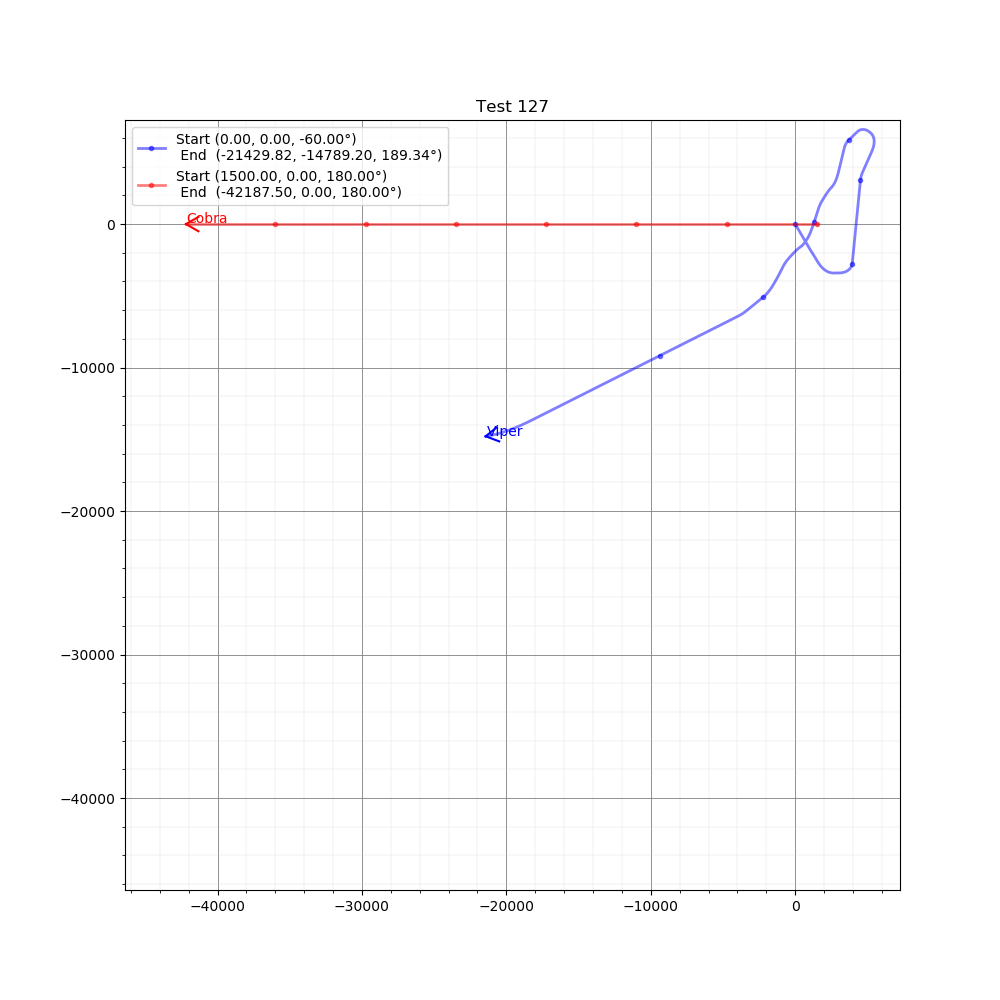 Test 127
Start (0.00, 0.00, -60.00°)
End  (-21429.82, -14789.20, 189.34°)
Start (1500.00, 0.00, 180.00°)
End  (-42187.50, 0.00, 180.00°)
Cobra
Viper
0
−10000
−20000
−30000
−40000
−40000
−30000
−20000
−10000
0